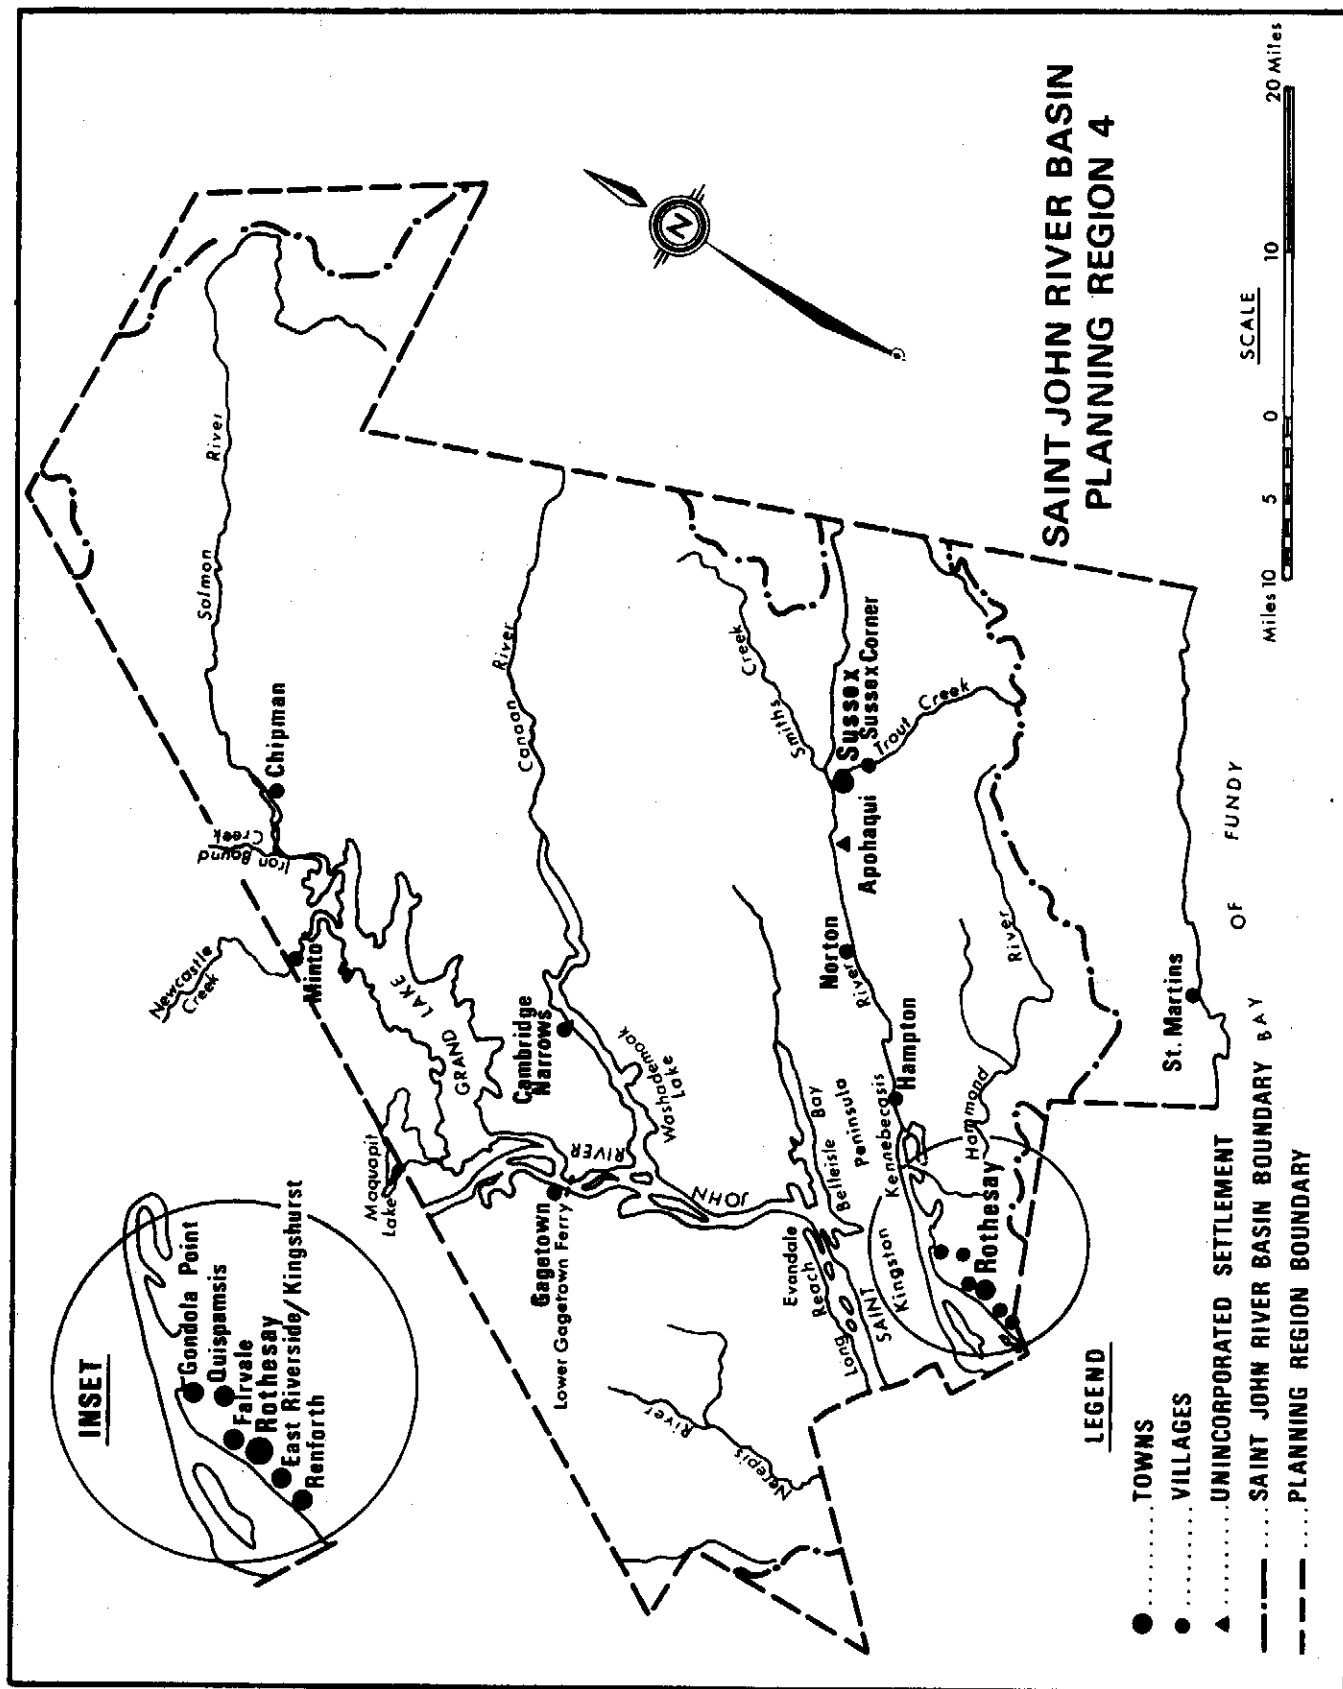 SAINT JOHN RIVER BASIN
PLANNING REGION 4
N
INSET
Gondola Point
Quispamsis
Fairvale
Rothesay
East Riverside/Kingshurst
Renforth
Newcastle
Creek
Minto
Iron Bound
Creek
Chipman
Salmon
River
Maquapit
Lake
GRAND LAKE
Cambridge
Narrows
Canaan
River
Washademoak
Lake
Gagetown
Lower Gagetown Ferry
RIVER
JOHN
SAINT
Nerepis
River
Evandale
Long
Reach
Belleisle
Bay
Kingston
Peninsula
Kennebecasis
River
Hampton
Norton
Apohaqui
Sussex
Sussex Corner
Smiths
Creek
Trout Creek
Hammond
River
Rothesay
St. Martins
BAY
OF
FUNDY
SCALE
Miles 10
5
0
10
20 Miles
LEGEND
TOWNS
VILLAGES
UNINCORPORATED SETTLEMENT
SAINT JOHN RIVER BASIN BOUNDARY
PLANNING REGION BOUNDARY